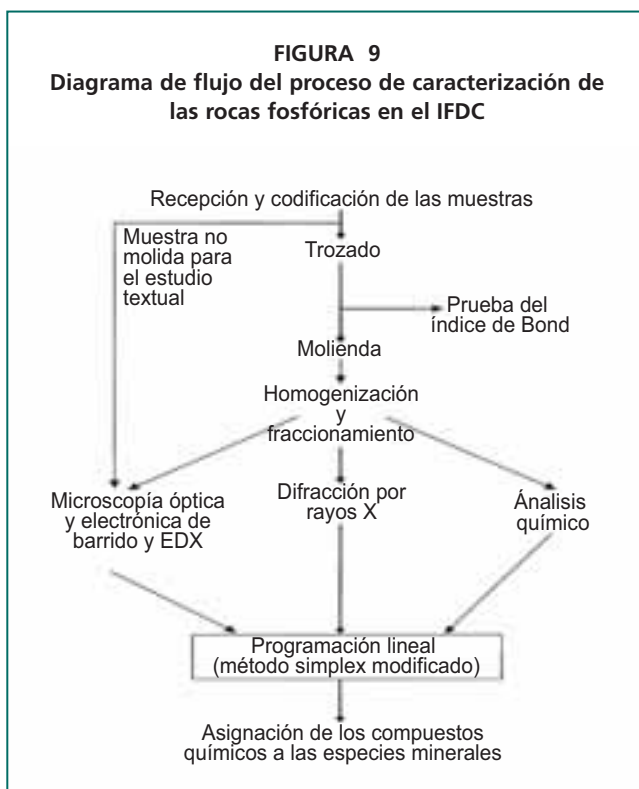 FIGURA 9
Diagrama de flujo del proceso de caracterización de
las rocas fosfóricas en el IFDC
Recepción y codificación de las muestras
Muestra no
molida para
el estudio
textual
Trozado
Prueba del
índice de Bond
Molienda
Homogenización
y
fraccionamiento
Microscopía óptica
y electrónica de
barrido y EDX
Difracción por
rayos X
Ánalisis
químico
Programación lineal
(método simplex modificado)
Asignación de los compuestos
químicos a las especies minerales